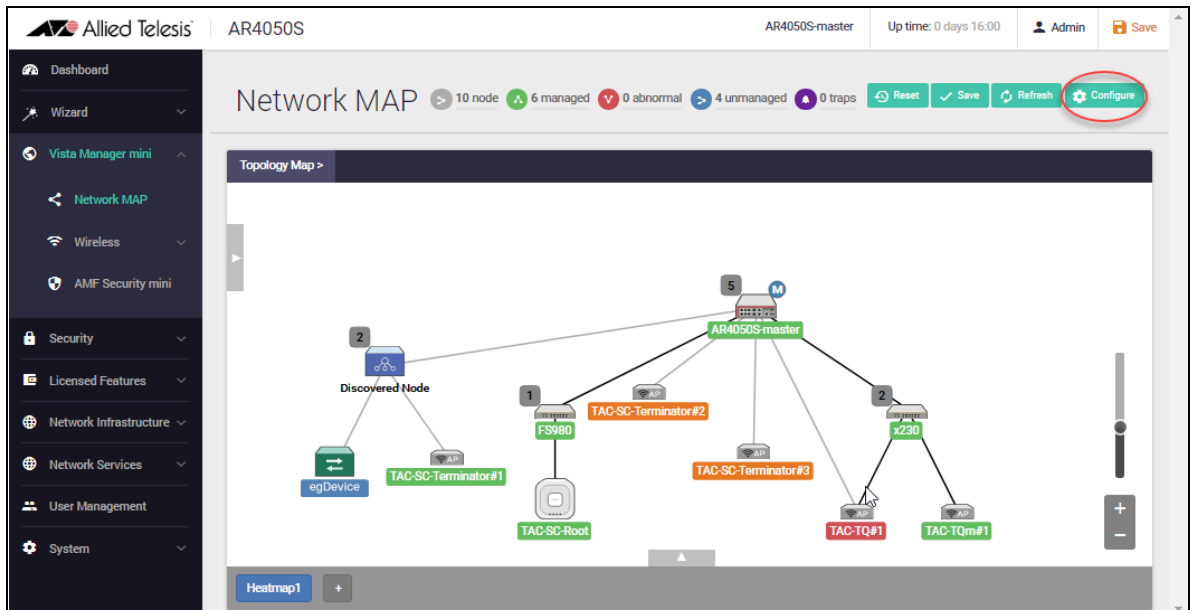 Allied Telesis
AR4050S
AR4050S-master
Up time: 0 days 16:00
Admin
Save
Dashboard
Wizard
Vista Manager mini
Network MAP
Wireless
AMF Security mini
Security
Licensed Features
Network Infrastructure
Network Services
User Management
System
Network MAP
10 node
6 managed
0 abnormal
4 unmanaged
0 traps
Reset
Save
Refresh
Configure
Topology Map >
5
M
AR4050S-master
2
Discovered Node
1
FS980
AP
TAC-SC-Terminator#2
2
x230
egDevice
AP
TAC-SC-Terminator#1
AP
TAC-SC-Terminator#3
TAC-SC-Root
AP
TAC-TQ#1
AP
TAC-TQm#1
+
−
Heatmap1
+